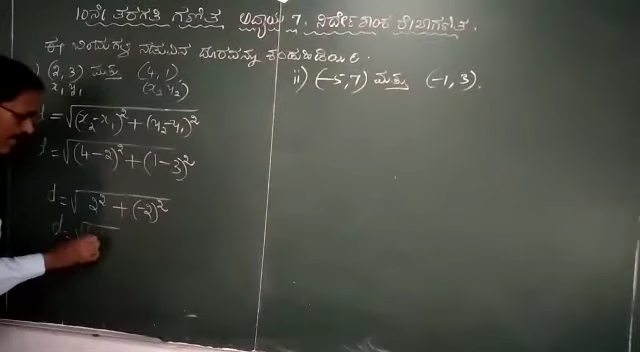 10ನೇ ತರಗತಿ ಗಣಿತ ಅಧ್ಯಾಯ 7. ನಿರ್ದೇಶಾಂಕ ರೇಖಾಗಣಿತ.
ಈ ಬಿಂದುಗಳ ನಡುವಿನ ದೂರವನ್ನು ಕಂಡುಹಿಡಿಯಿರಿ.
i) (2, 3) ಮತ್ತು (4, 1)
x₁ y₁ (x₂ y₂)
d = √(x₂-x₁)² + (y₂-y₁)²
d = √(4-2)² + (1-3)²
d = √2² + (-2)²
d = √
ii) (-5, 7) ಮತ್ತು (-1, 3).